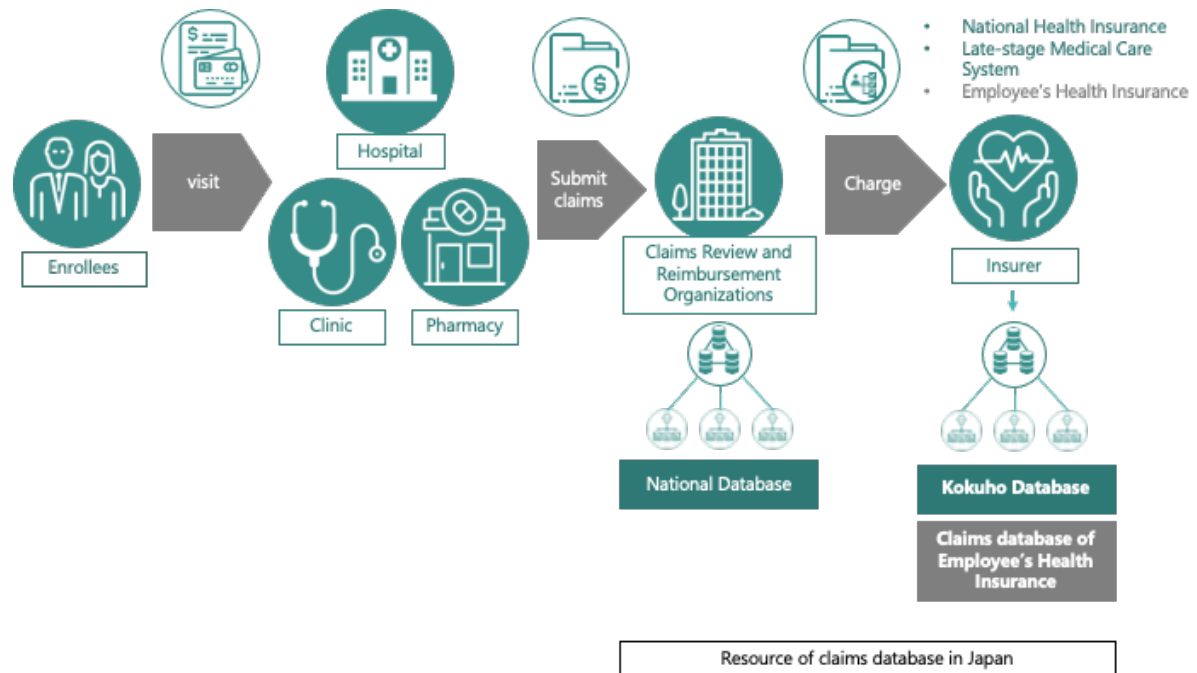 • National Health Insurance
• Late-stage Medical Care
System
• Employee's Health Insurance
Hospital
visit
Submit
claims
Charge
Enrollees
Clinic
Pharmacy
Claims Review and
Reimbursement
Organizations
Insurer
National Database
Kokuho Database
Claims database of
Employee’s Health
Insurance
Resource of claims database in Japan